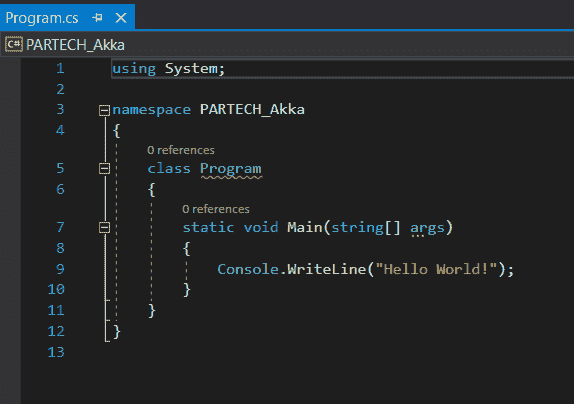 Program.cs
C# PARTECH_Akka
1 using System;
2
3 namespace PARTECH_Akka
4 {
0 references
5 class Program
6 {
0 references
7 static void Main(string[] args)
8 {
9 Console.WriteLine("Hello World!");
10 }
11 }
12 }
13